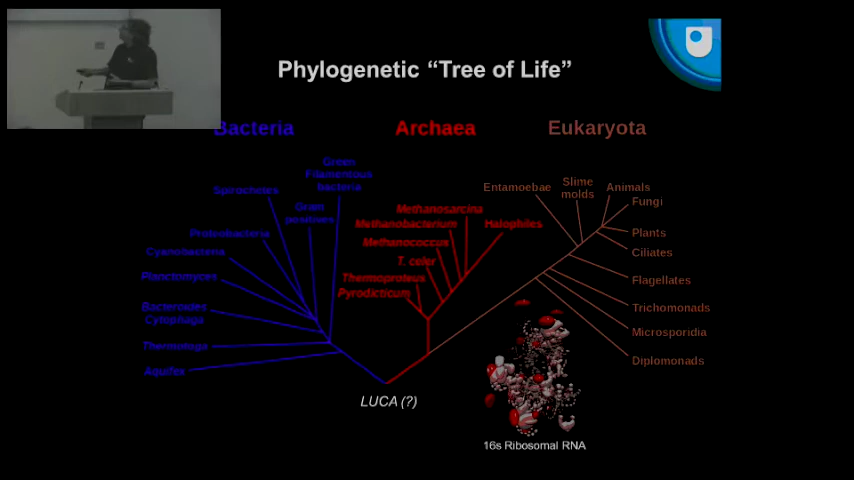 Phylogenetic “Tree of Life”
Bacteria
Archaea
Eukaryota
Green
Filamentous
bacteria
Spirochetes
Gram
positives
Proteobacteria
Cyanobacteria
Planctomyces
Bacteroides
Cytophaga
Thermotoga
Aquifex
Methanosarcina
Methanobacterium
Halophiles
Methanococcus
T. celer
Thermoproteus
Pyrodicticum
Entamoebae
Slime
molds
Animals
Fungi
Plants
Ciliates
Flagellates
Trichomonads
Microsporidia
Diplomonads
LUCA (?)
16s Ribosomal RNA